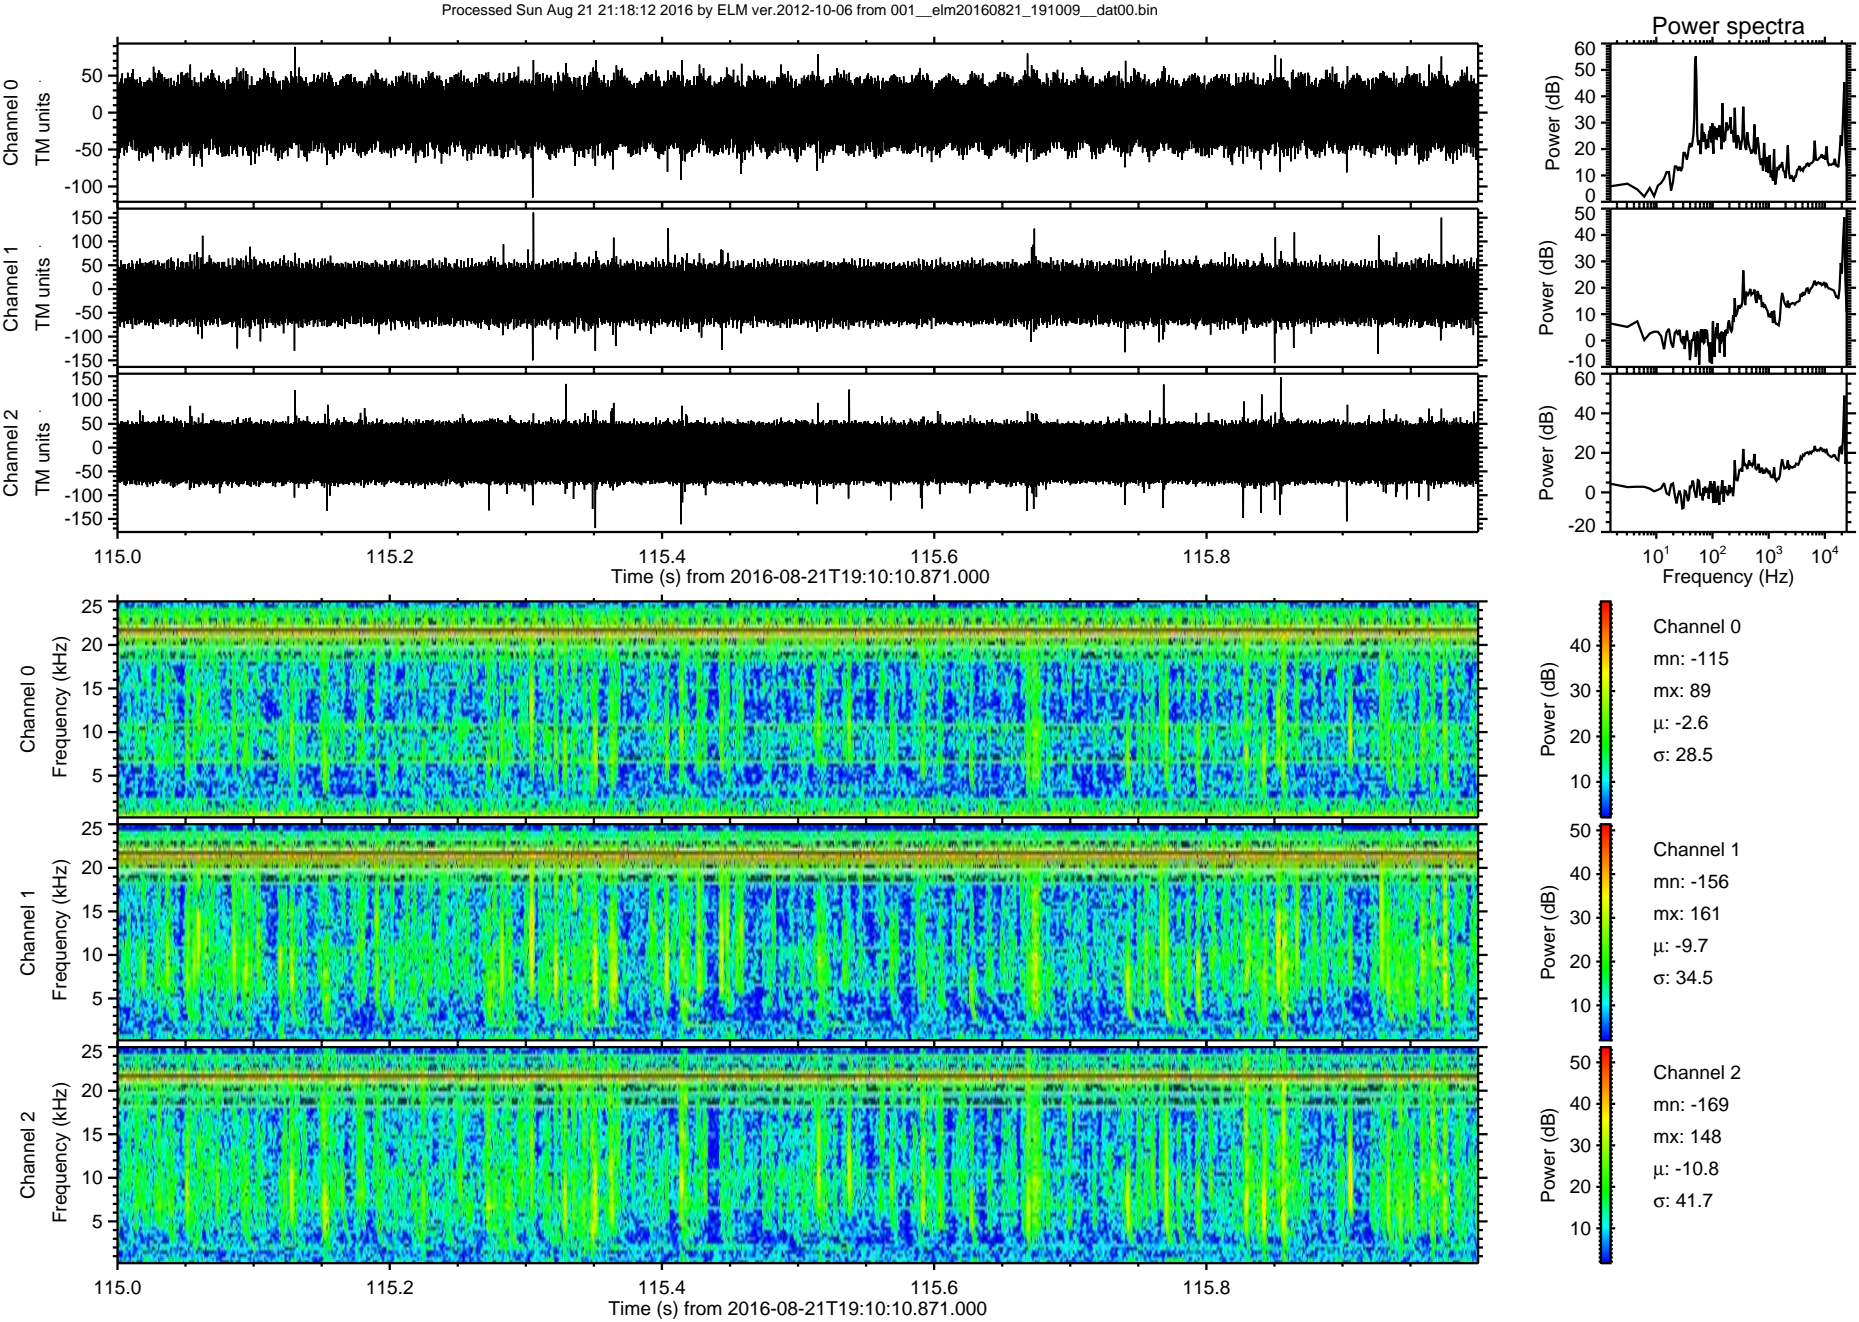 Processed Sun Aug 21 21:18:12 2016 by ELM ver.2012-10-06 from 001__elm20160821_191009__dat00.bin
Power spectra
Channel 0
TM units
50
0
-50
-100
Power (dB)
60
50
40
30
20
10
0
Channel 1
TM units
150
100
50
0
-50
-100
-150
Power (dB)
50
40
30
20
10
0
-10
Channel 2
TM units
150
100
50
0
-50
-100
-150
Power (dB)
60
40
20
0
-20
115.0 115.2 115.4 115.6 115.8
Time (s) from 2016-08-21T19:10:10.871.000
10¹ 10² 10³ 10⁴
Frequency (Hz)
Channel 0
Frequency (kHz)
25
20
15
10
5
Power (dB)
40
30
20
10
Channel 0
mn: -115
mx: 89
μ: -2.6
σ: 28.5
Channel 1
Frequency (kHz)
25
20
15
10
5
Power (dB)
50
40
30
20
10
Channel 1
mn: -156
mx: 161
μ: -9.7
σ: 34.5
Channel 2
Frequency (kHz)
25
20
15
10
5
Power (dB)
50
40
30
20
10
Channel 2
mn: -169
mx: 148
μ: -10.8
σ: 41.7
115.0 115.2 115.4 115.6 115.8
Time (s) from 2016-08-21T19:10:10.871.000